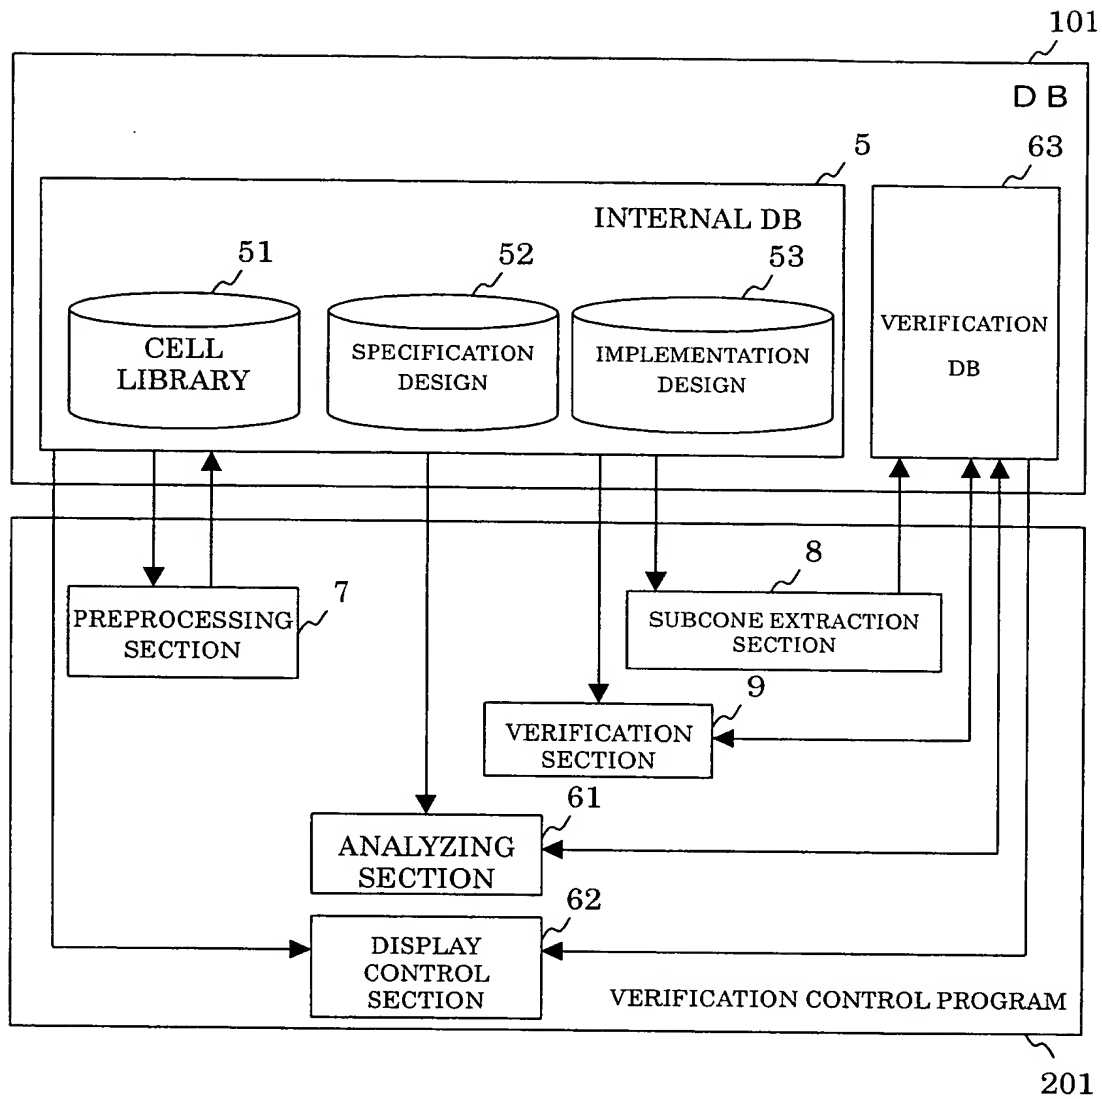 101
DB
5
63
INTERNAL DB
51
52
53
CELL
LIBRARY
SPECIFICATION
DESIGN
IMPLEMENTATION
DESIGN
VERIFICATION
DB
7
8
PREPROCESSING
SECTION
SUBCONE EXTRACTION
SECTION
9
VERIFICATION
SECTION
61
ANALYZING
SECTION
62
DISPLAY
CONTROL
SECTION
VERIFICATION CONTROL PROGRAM
201